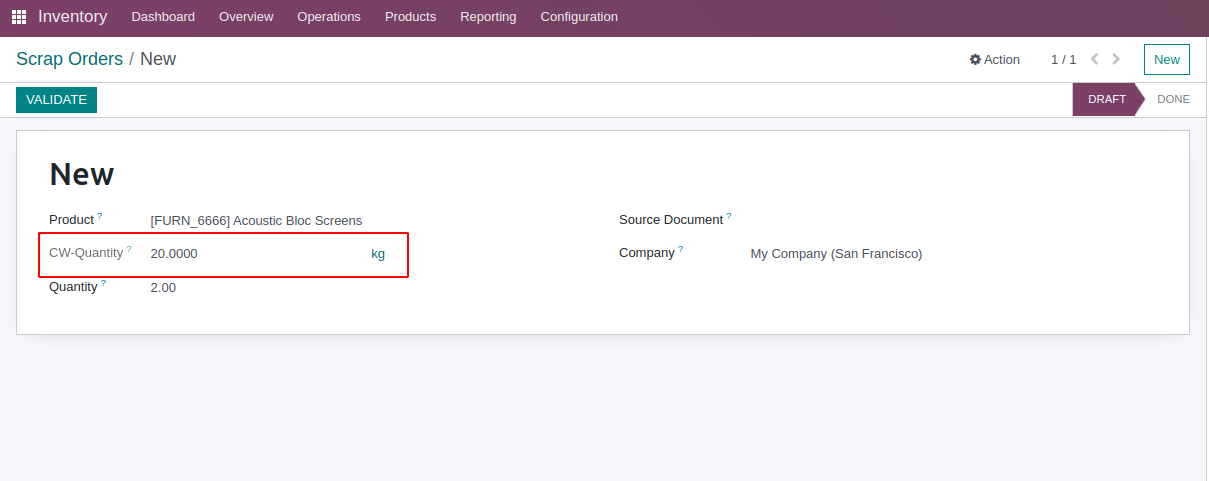 Inventory Dashboard Overview Operations Products Reporting Configuration
Scrap Orders / New Action 1 / 1 New
VALIDATE DRAFT DONE
New
Product ? [FURN_6666] Acoustic Bloc Screens Source Document ?
CW-Quantity ? 20.0000 kg Company ? My Company (San Francisco)
Quantity ? 2.00